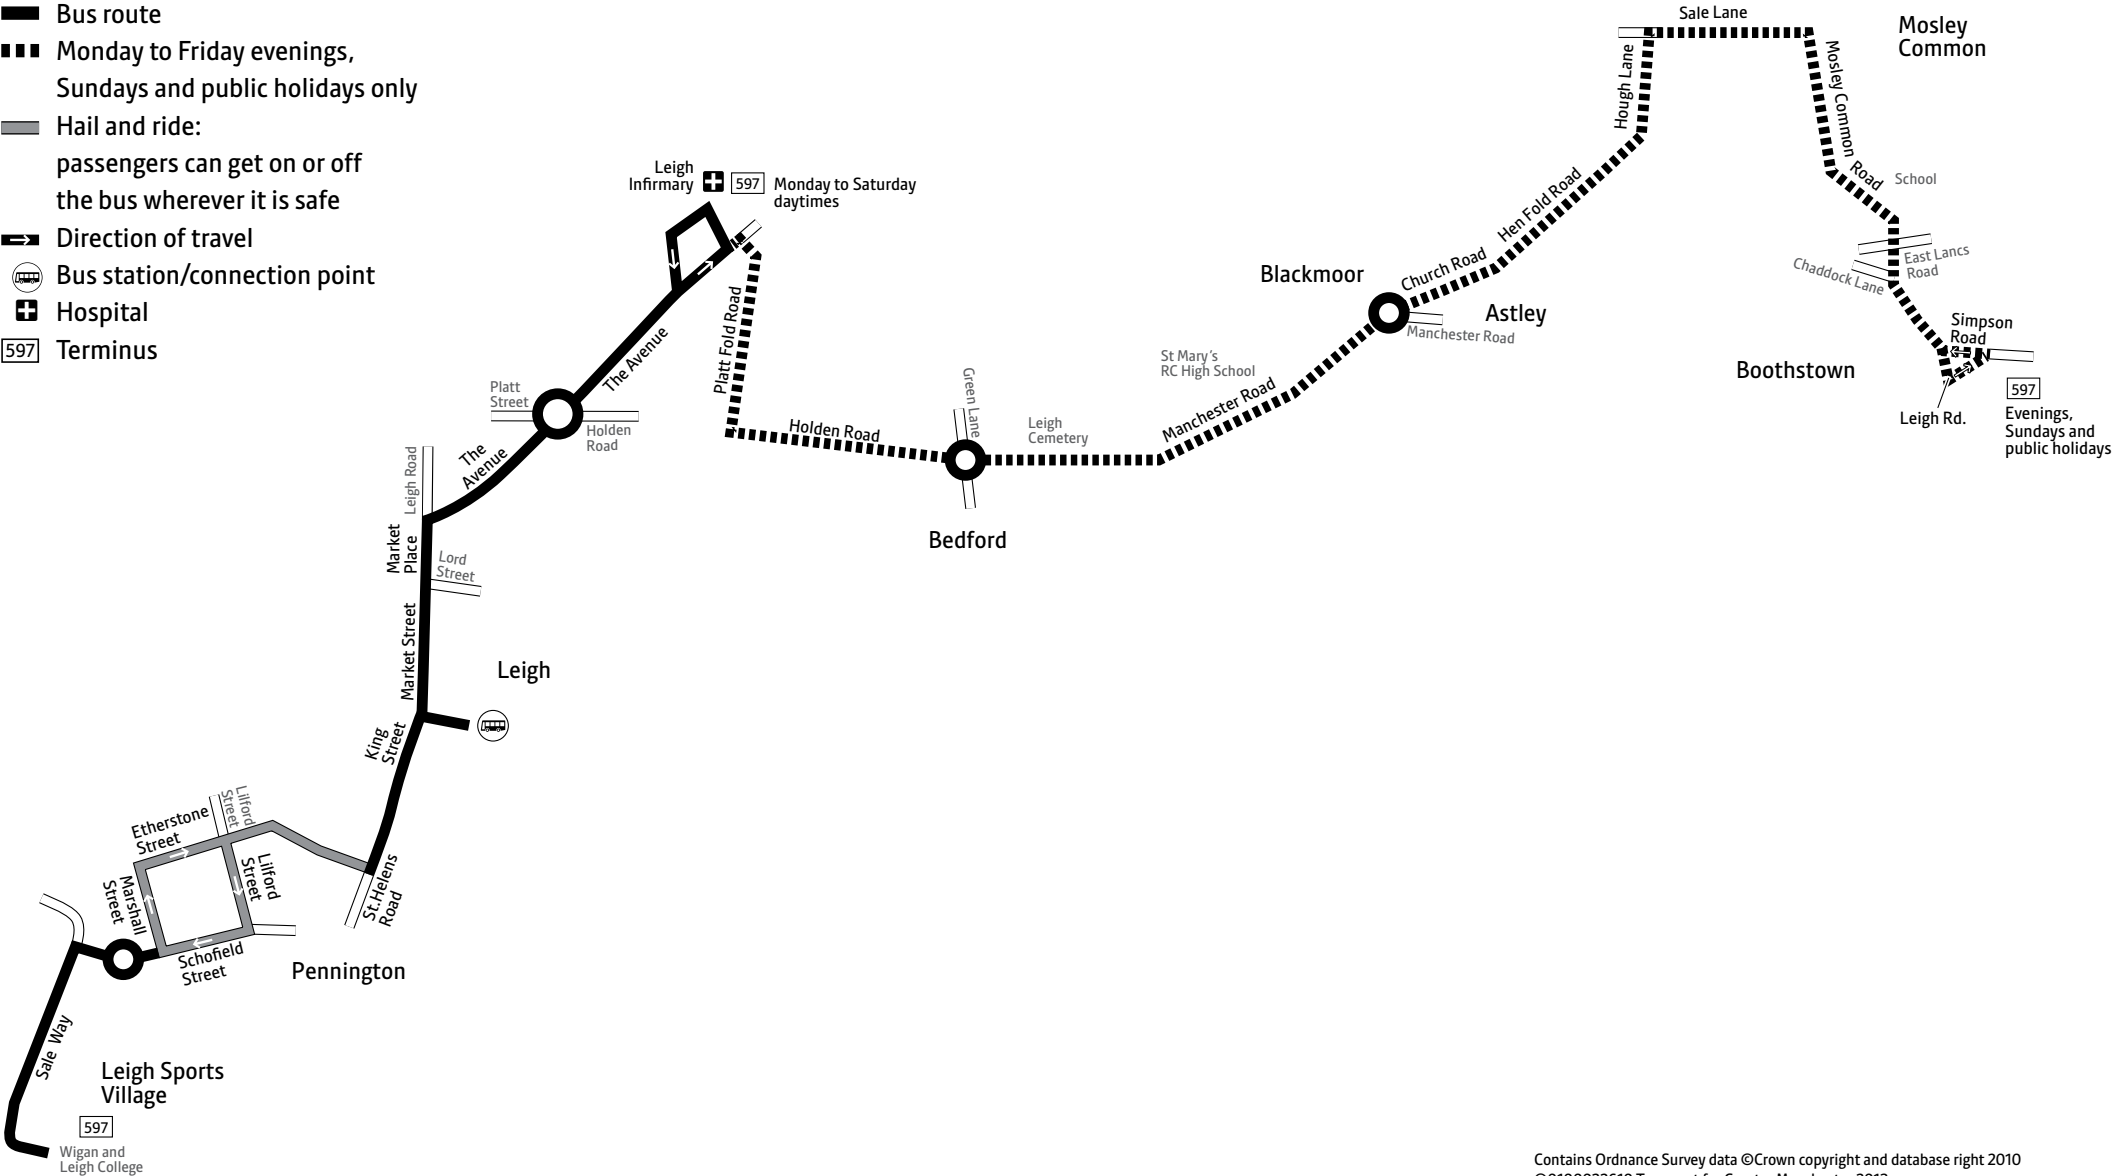 Bus route
Monday to Friday evenings,
Sundays and public holidays only
Hail and ride:
passengers can get on or off
the bus wherever it is safe
Direction of travel
Bus station/connection point
Hospital
597 Terminus
Sale Lane
Mosley
Common
Hough Lane
Mosley Common Road
School
Hen Fold Road
East Lancs
Road
Chaddock Lane
Church Road
Blackmoor
Astley
Manchester Road
Simpson
Road
Boothstown
Leigh Rd.
597
Evenings,
Sundays and
public holidays
Leigh
Infirmary
597
Monday to Saturday
daytimes
Platt Fold Road
The Avenue
Platt
Street
Holden
Road
Holden Road
Green Lane
Leigh
Cemetery
St Mary's
RC High School
Manchester Road
Bedford
The
Avenue
Leigh Road
Market
Place
Lord
Street
Market Street
Leigh
King
Street
Lilford
Street
Etherstone
Street
Lilford
Street
Marshall
Street
St.Helens
Road
Schofield
Street
Pennington
Sale Way
Leigh Sports
Village
597
Wigan and
Leigh College
Contains Ordnance Survey data ©Crown copyright and database right 2010